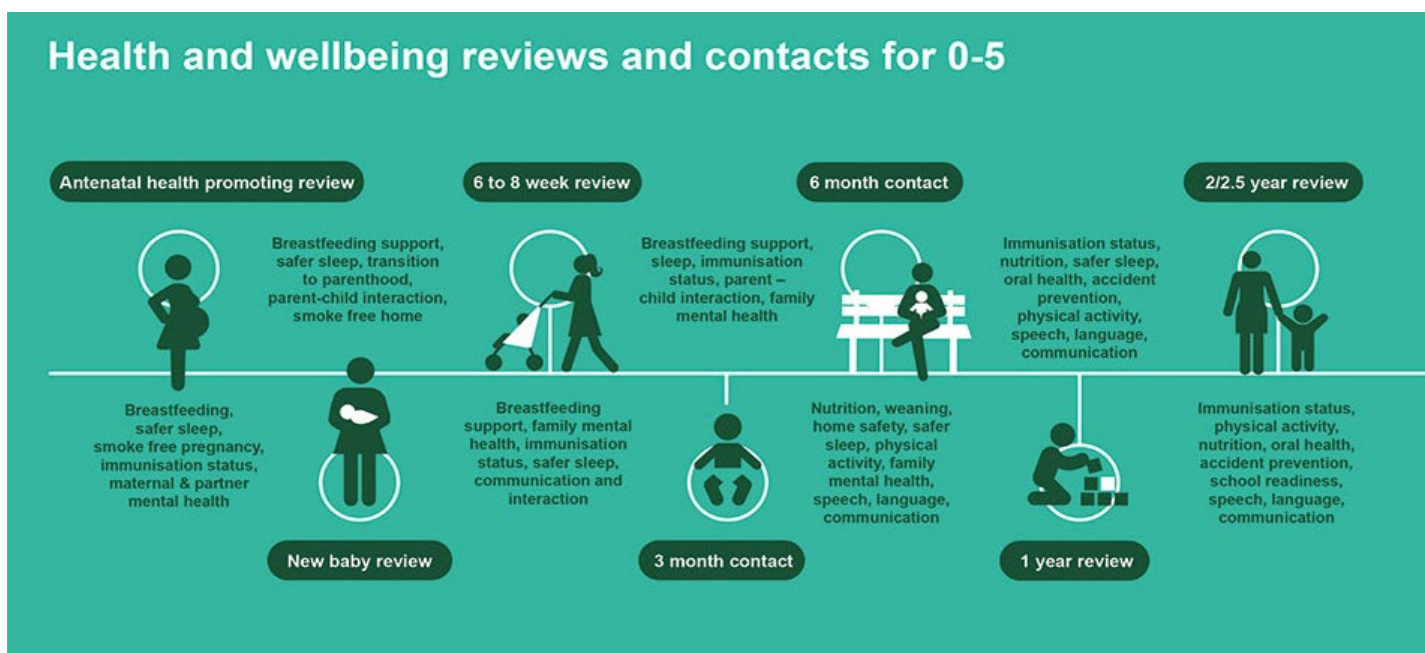 Health and wellbeing reviews and contacts for 0-5
Antenatal health promoting review
Breastfeeding,
safer sleep,
smoke free pregnancy,
immunisation status,
maternal & partner
mental health
Breastfeeding support,
safer sleep, transition
to parenthood,
parent-child interaction,
smoke free home
New baby review
6 to 8 week review
Breastfeeding
support, family mental
health, immunisation
status, safer sleep,
communication and
interaction
Breastfeeding support,
sleep, immunisation
status, parent –
child interaction, family
mental health
3 month contact
6 month contact
Nutrition, weaning,
home safety, safer
sleep, physical
activity, family
mental health,
speech, language,
communication
Immunisation status,
nutrition, safer sleep,
oral health, accident
prevention,
physical activity,
speech, language,
communication
1 year review
2/2.5 year review
Immunisation status,
physical activity,
nutrition, oral health,
accident prevention,
school readiness,
speech, language,
communication